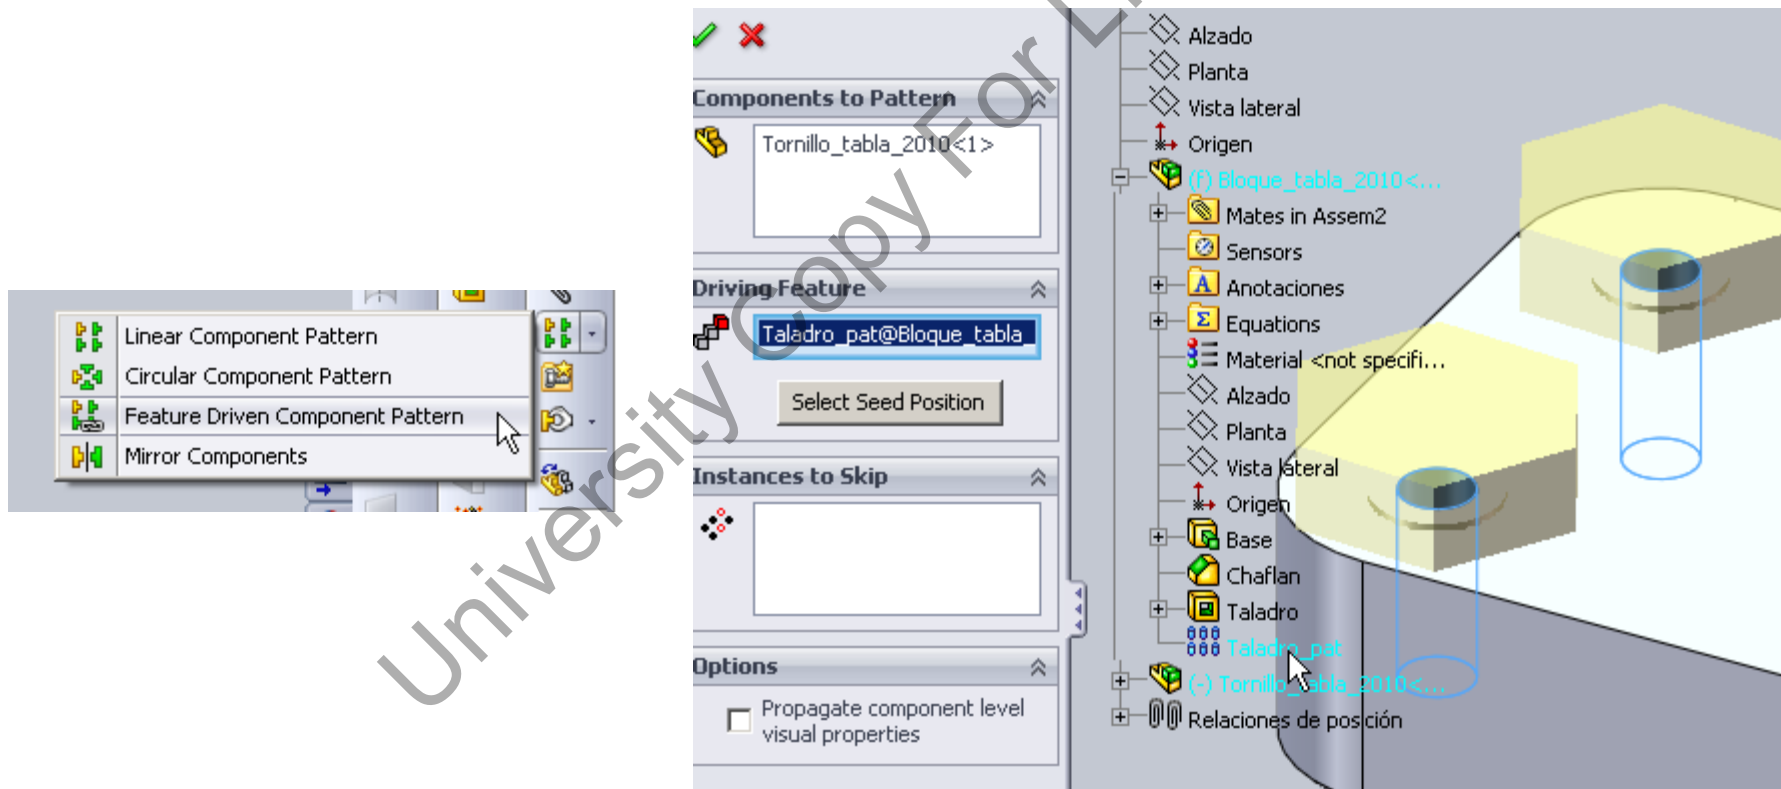 Linear Component Pattern
Circular Component Pattern
Feature Driven Component Pattern
Mirror Components
Components to Pattern
Tornillo_tabla_2010<1>
Driving Feature
Taladro_pat@Bloque_tabla_
Select Seed Position
Instances to Skip
Options
Propagate component level
visual properties
Alzado
Planta
Vista lateral
Origen
(f) Bloque_tabla_2010<...
Mates in Assem2
Sensors
Anotaciones
Equations
Material <not specifi...
Alzado
Planta
Vista lateral
Origen
Base
Chaflan
Taladro
Taladro_pat
(-) Tornillo_tabla_2010<...
Relaciones de posición
University Copy For